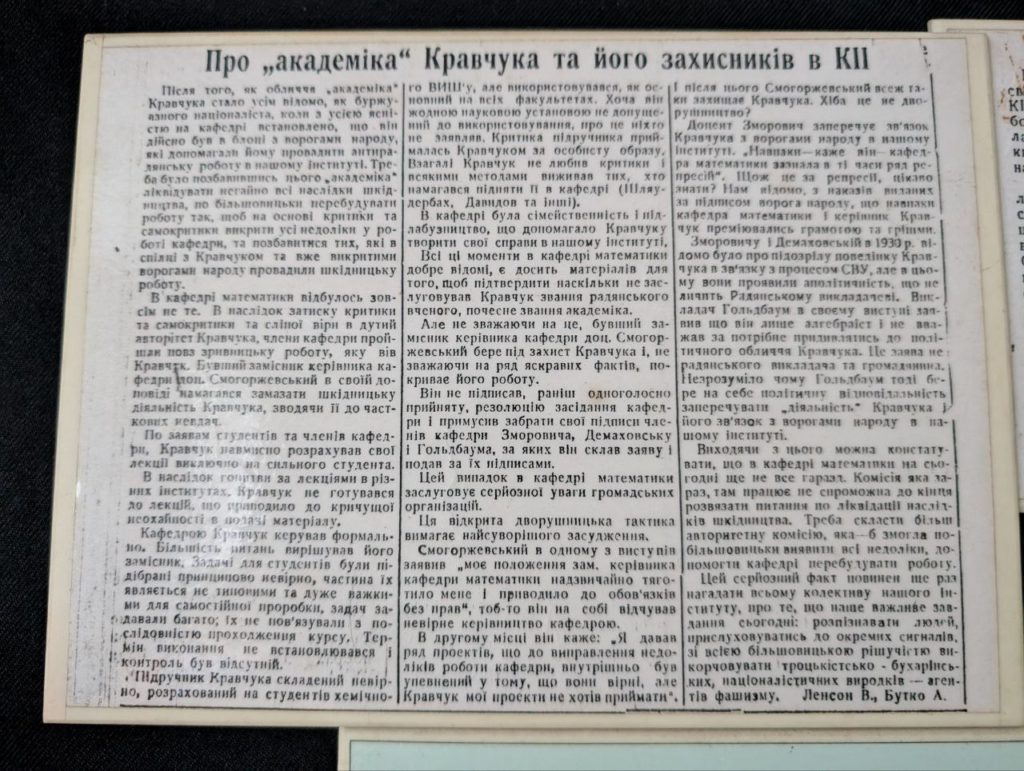 Про „академіка“ Кравчука та його захисників в КІІ
Після того, як обличчя „академіка“
Кравчука стало усім відомо, як буржу-
азного націоналіста, коли з усією ясні-
стю на кафедрі встановлено, що він
дійсно був в блоці з ворогами народу,
які допомагали йому провадити антира-
дянську роботу в нашому інституті. Тре-
ба було позбавившись цього „академіка“
ліквідувати негайно всі наслідки шкід-
ництва, по більшовицьки перебудувати
роботу так, щоб на основі критики та
самокритики викрити усі недоліки у ро-
боті кафедри, та позбавитися тих, які в
спілці з Кравчуком та вже викритими
ворогами народу провадили шкідницьку
роботу.
В кафедрі математики відбулось зов-
сім не те. В наслідок затиску критики
та самокритики та сліпої віри в дутий
авторітет Кравчука, члени кафедри прой-
шли повз зривницьку роботу, яку вів
Кравчук. Бувший замісник керівника ка-
федри доц. Смогоржевський в своїй до-
повіді намагався замазати шкідницьку
діяльність Кравчука, зводячи її до част-
кових невдач.
По заявам студентів та членів кафед-
ри, Кравчук навмисно розрахував свої
лекції виключно на сильного студента.
В наслідок гонитви за лекціями в різ-
них інститутах, Кравчук не готувався
до лекцій, що приводило до кричущої
неохайності в подачі матеріалу.
Кафедрою Кравчук керував формаль-
но. Більшість питань вирішував його
замісник. Задачі для студентів були пі-
дібрані принципово невірно, частина їх
являється не типовими та дуже важки-
ми для самостійної проробки, задач за-
давали багато; їх не пов'язували з по-
слідовністю проходження курсу. Тер-
мін виконання не встановлювався і
контроль був відсутній.
Підручник Кравчука складений невір-
но, розрахований на студентів хемічно-
го ВИШ'у, але використовувався, як ос-
новний на всіх факультетах. Хоча він
жодною науковою установою не допуще-
ний до використовування, про це ніхто
не заявляв. Критика підручника прий-
малась Кравчуком за особисту образу,
Взагалі Кравчук не любив критики і
всякими методами виживав тих, хто
намагався підняти її в кафедрі (Шлау-
дербах, Давидов та інші).
В кафедрі була сімейственність і під-
лабузництво, що допомагало Кравчуку
творити свої справи в нашому інституті,
Всі ці моменти в кафедрі математики
добре відомі, є досить матеріалів для
того, щоб підтвердити наскільки не зас-
луговував Кравчук звання радянського
вченого, почесне звання академіка.
Але не зважаючи на це, бувший за-
місник керівника кафедри доц. Смогор-
жевський бере під захист Кравчука і, не
зважаючи на ряд яскравих фактів, по-
криває його роботу.
Він не підписав, раніш одноголосно
прийняту, резолюцію засідання кафед-
ри і примусив забрати свої підписи чле-
нів кафедри Зморовича, Демаховську
і Гольдбаума, за яких він склав заяву і
подав за їх підписами.
Цей випадок в кафедрі математики
заслуговує серйозної уваги громадських
організацій.
Ця відкрита дворушницька тактика
вимагає найсуворішого засудження.
Смогоржевський в одному з виступів
заявив „моє положення зам. керівника
кафедри математики надзвичайно тяго-
тило мене і приводило до обов'язків
без прав“, тоб-то він на собі відчував
невірне керівництво кафедрою.
В другому місці він каже: „Я давав
ряд проектів, що до виправлення недо-
ліків роботи кафедри, внутрішньо був
упевнений у тому, що вони вірні, але
Кравчук мої проекти не хотів приймати“.
І після цього Смогоржевський всеж та-
ки захищає Кравчука. Хіба це не дво-
рушництво?
Доцент Зморович заперечує зв'язок
Кравчука з ворогами народу в нашому
інституті. „Навпаки—каже він—кафед-
ра математики зазнала в ті часи ряд ре-
пресій“. Щож це за репресії, цікаво
знати? Нам відомо, з наказів виданих
за підписом ворога народу, що навпаки
кафедра математики і керівник Крав-
чук преміювались грамотою та грішми.
Зморовичу і Демаховській в 1930 р. ві-
домо було про підозрілу поведінку Крав-
чука в зв'язку з процесом СВУ, але в цьо-
му вони проявили аполітичність, що не
личить Радянському викладачеві. Вик-
ладач Гольдбаум в своєму виступі зая-
вив що він лише алгебраїст і не вва-
жав за потрібне придивлятись до полі-
тичного обличчя Кравчука. Це заява не
радянського викладача та громадянина.
Незрозуміло чому Гольдбаум тоді бе-
ре на себе політичну відповідальність
заперечувати „діяльність“ Кравчука і
його зв'язок з ворогами народу в на-
шому інституті.
Виходячи з цього можна констату-
вати, що в кафедрі математики на сьо-
годні ще не все гаразд. Комісія яка за-
раз, там працює не спроможна до кінця
розвязати питання по ліквідації наслід-
ків шкідництва. Треба скласти більш
авторитетну комісію, яка—б змогла по-
більшовицьки виявити всі недоліки, до-
помогти кафедрі перебудувати роботу.
Цей серйозний факт повинен ще раз
нагадати всьому колективу нашого Ін-
ституту, про те, що наше важливе зав-
дання сьогодні: розпізнавати людей,
прислуховуватись до окремих сигналів,
зі всією більшовицькою рішучістю ви-
корчовувати троцькістсько - бухарінсь-
ких, націоналістичних виродків — аген-
тів фашизму. Ленсон В., Бутко А.